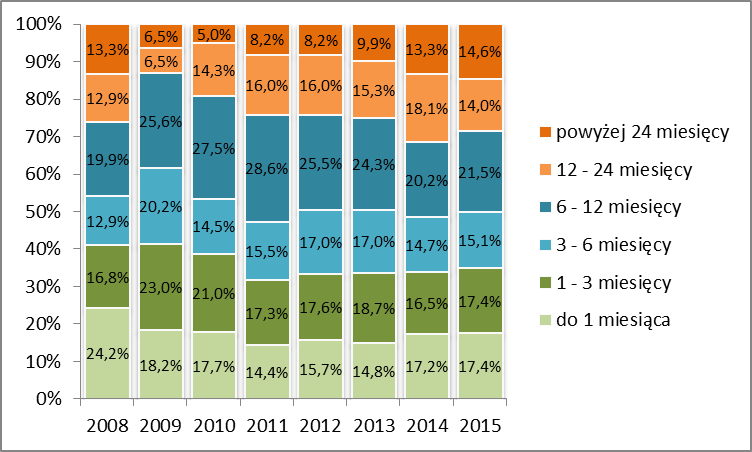 100%
90%
80%
70%
60%
50%
40%
30%
20%
10%
0%
13,3% 6,5% 5,0% 8,2% 8,2% 9,9% 13,3% 14,6%
12,9% 6,5% 14,3% 16,0% 16,0% 15,3% 18,1% 14,0%
19,9% 25,6% 27,5% 28,6% 25,5% 24,3% 20,2% 21,5%
12,9% 20,2% 14,5% 15,5% 17,0% 17,0% 14,7% 15,1%
16,8% 23,0% 21,0% 17,3% 17,6% 18,7% 16,5% 17,4%
24,2% 18,2% 17,7% 14,4% 15,7% 14,8% 17,2% 17,4%
2008 2009 2010 2011 2012 2013 2014 2015
powyżej 24 miesięcy
12 - 24 miesięcy
6 - 12 miesięcy
3 - 6 miesięcy
1 - 3 miesięcy
do 1 miesiąca